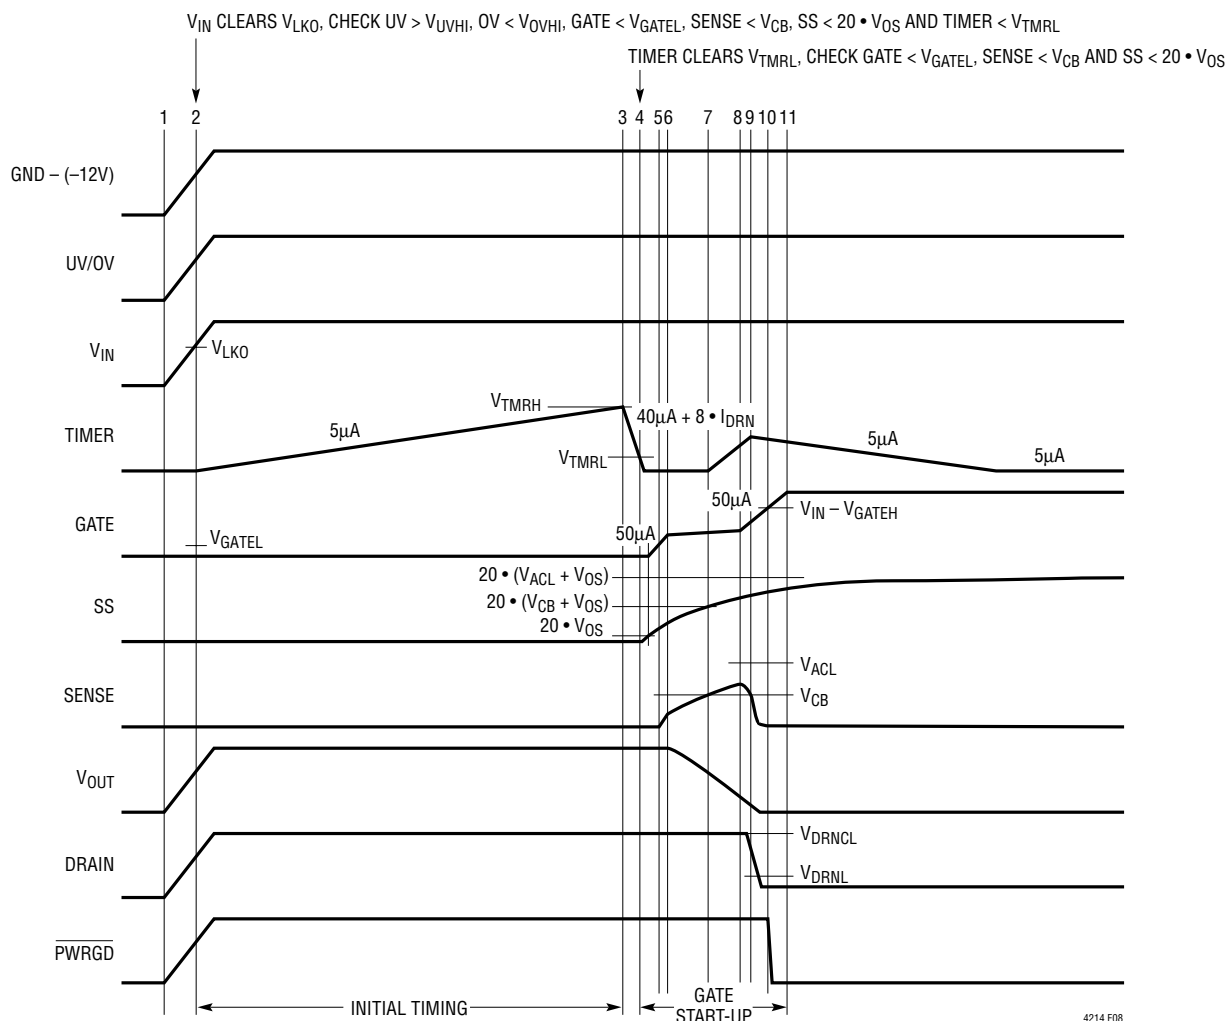 V_IN CLEARS V_LKO, CHECK UV > V_UVHI, OV < V_OVHI, GATE < V_GATEL, SENSE < V_CB, SS < 20 • V_OS AND TIMER < V_TMRL
TIMER CLEARS V_TMRL, CHECK GATE < V_GATEL, SENSE < V_CB AND SS < 20 • V_OS
1 2 3 4 5 6 7 8 9 10 11
GND – (–12V)
UV/OV
V_IN
V_LKO
TIMER
5µA
V_TMRH
V_TMRL
40µA + 8 • I_DRN
5µA
5µA
GATE
V_GATEL
50µA
50µA
V_IN – V_GATEH
SS
20 • (V_ACL + V_OS)
20 • (V_CB + V_OS)
20 • V_OS
SENSE
V_ACL
V_CB
V_OUT
DRAIN
V_DRNCL
V_DRNL
PWRGD
INITIAL TIMING
GATE
START-UP
4214 F08